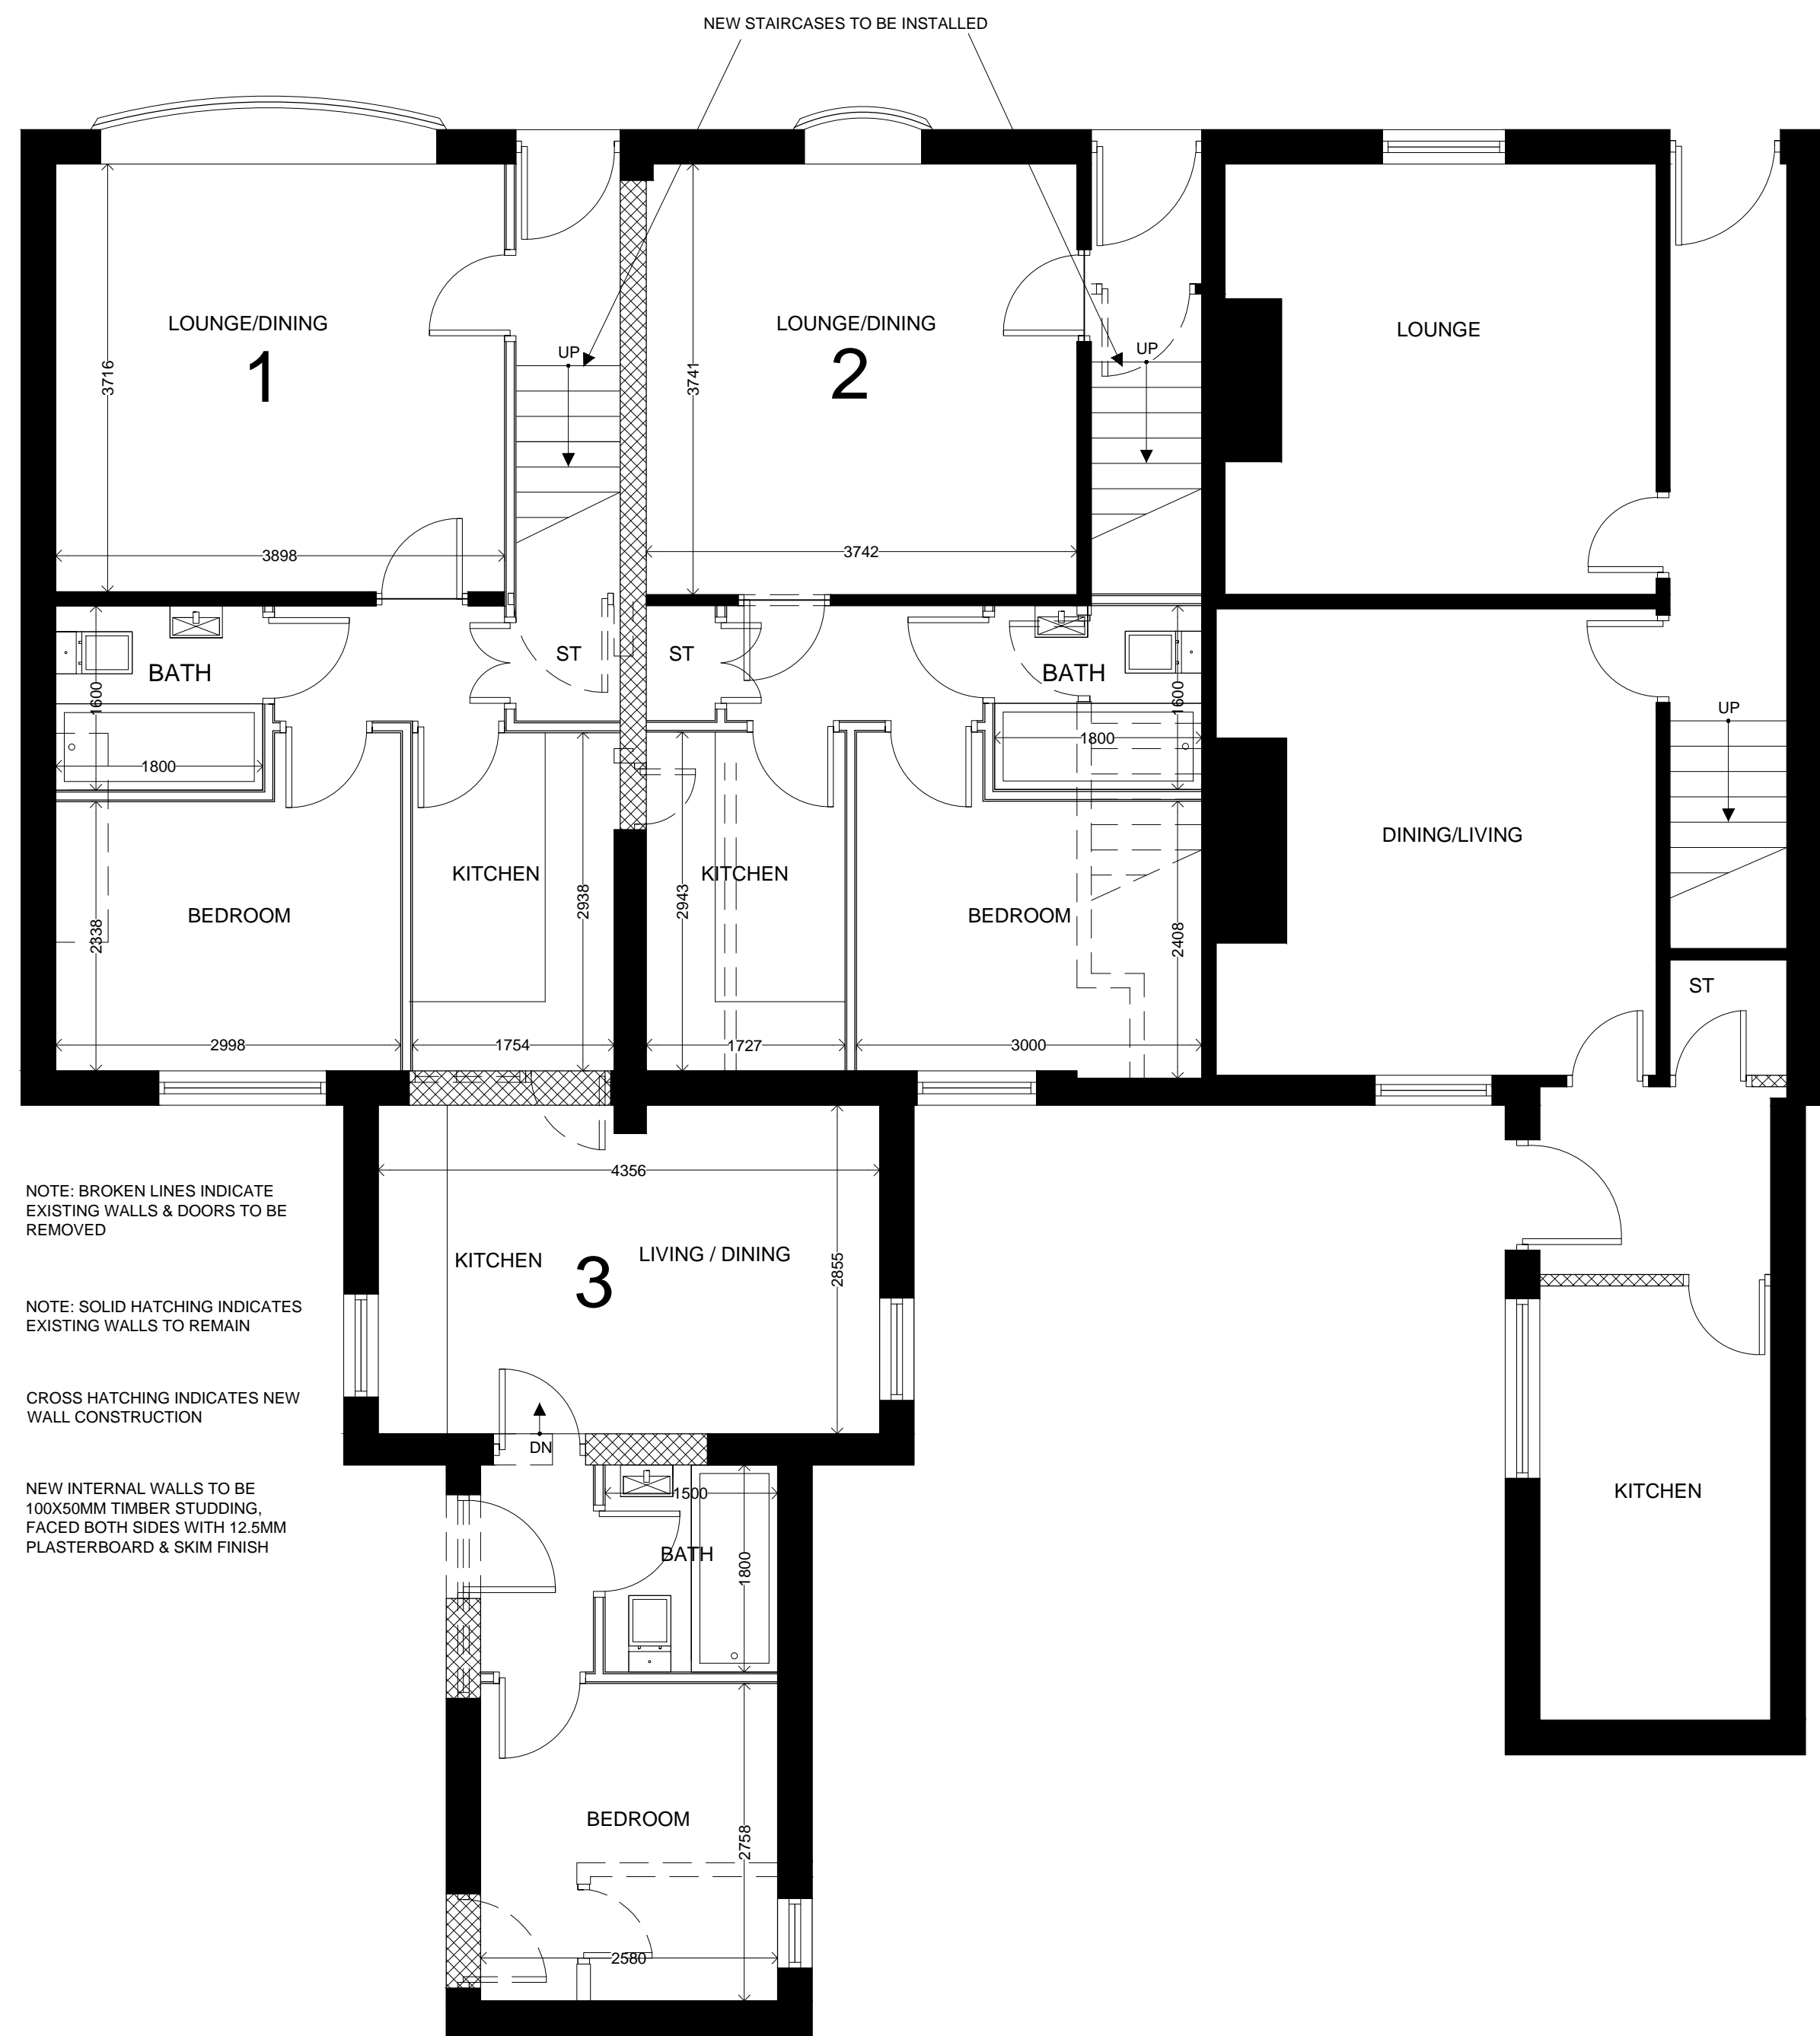 NEW STAIRCASES TO BE INSTALLED
LOUNGE/DINING
1
3716
3898
UP
LOUNGE/DINING
2
3741
3742
UP
LOUNGE
BATH
1600
1800
ST
ST
BATH
1600
1800
UP
DINING/LIVING
BEDROOM
2338
2998
KITCHEN
2938
1754
KITCHEN
2943
1727
BEDROOM
2408
3000
ST
NOTE: BROKEN LINES INDICATE
EXISTING WALLS & DOORS TO BE
REMOVED
NOTE: SOLID HATCHING INDICATES
EXISTING WALLS TO REMAIN
CROSS HATCHING INDICATES NEW
WALL CONSTRUCTION
NEW INTERNAL WALLS TO BE
100X50MM TIMBER STUDDING,
FACED BOTH SIDES WITH 12.5MM
PLASTERBOARD & SKIM FINISH
4356
KITCHEN
3
LIVING / DINING
2855
DN
1500
BATH
1800
KITCHEN
BEDROOM
2758
2580